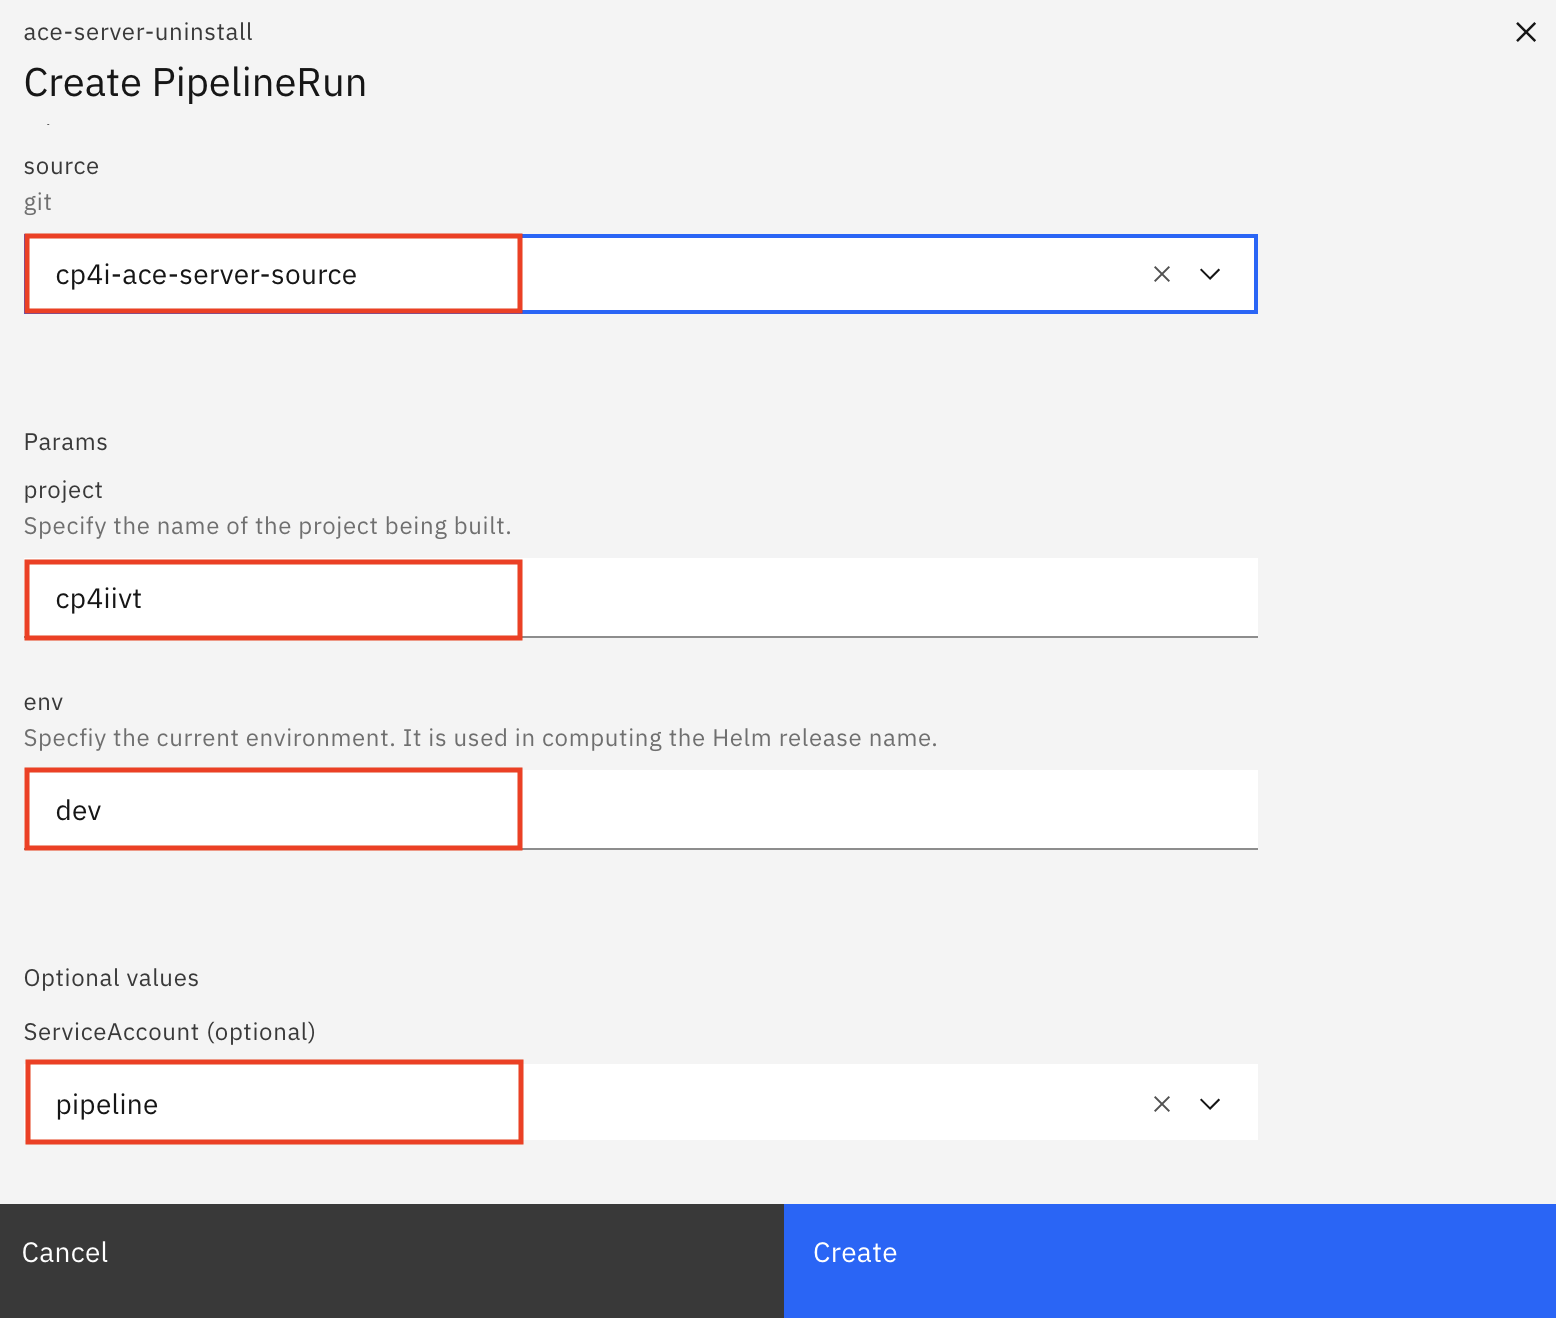 ace-server-uninstall
Create PipelineRun
source
git
cp4i-ace-server-source
Params
project
Specify the name of the project being built.
cp4iivt
env
Specfiy the current environment. It is used in computing the Helm release name.
dev
Optional values
ServiceAccount (optional)
pipeline
Cancel
Create